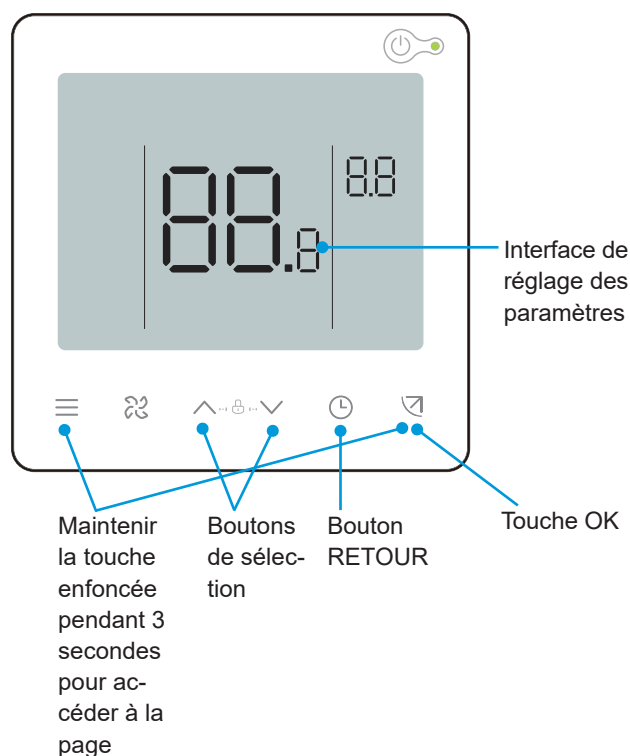 88.8
8.8
Interface de
réglage des
paramètres
Maintenir
la touche
enfoncée
pendant 3
secondes
pour ac-
céder à la
page
Boutons
de sélec-
tion
Bouton
RETOUR
Touche OK